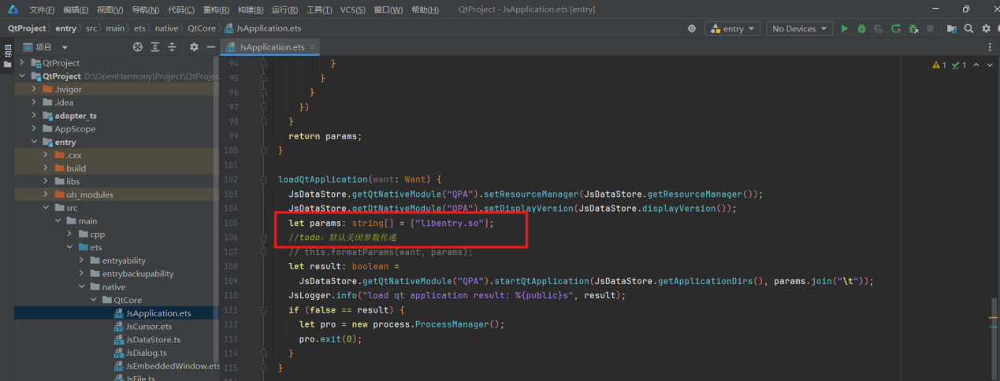 文件(F) 编辑(E) 视图(V) 导航(N) 代码(C) 重构(R) 构建(B) 运行(R) 工具(T) VCS(S) 窗口(W) 帮助(H) QtProject - JsApplication.ets [entry]
QtProject entry src main ets native QtCore JsApplication.ets entry No Devices
项目
项目
JsApplication.ets
QtProject
QtProject D:\OpenHarmony\Project\QtProjec
.hvigor
.idea
adapter_ts
AppScope
entry
.cxx
build
libs
oh_modules
src
main
cpp
ets
entryability
entrybackupability
native
QtCore
JsApplication.ets
JsCursor.ets
JsDataStore.ts
JsDialog.ts
JsEmbeddedWindow.ets
JsFile.ts
1 1
94 }
95 }
96 }
97 })
98 }
99 return params;
100 }
101
102 loadQtApplication(want: Want) {
103 JsDataStore.getQtNativeModule("QPA").setResourceManager(JsDataStore.getResourceManager());
104 JsDataStore.getQtNativeModule("QPA").setDisplayVersion(JsDataStore.displayVersion());
105 let params: string[] = ["libentry.so"];
106 //todo：默认关闭参数传递
107 // this.formatParams(want, params);
108 let result: boolean =
109 JsDataStore.getQtNativeModule("QPA").startQtApplication(JsDataStore.getApplicationDirs(), params.join("\t"));
110 JsLogger.info("load qt application result: %{public}s", result);
111 if (false == result) {
112 let pro = new process.ProcessManager();
113 pro.exit(0);
114 }
115 }